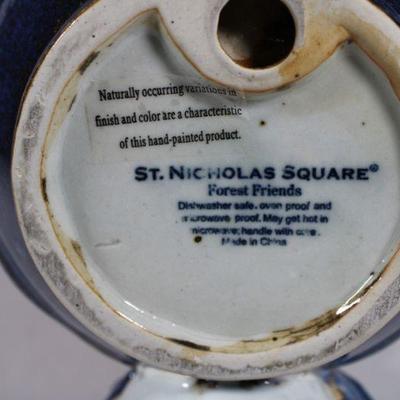 Naturally occurring variations in
finish and color are a characteristic
of this hand-painted product.
ST. NICHOLAS SQUARE®
Forest Friends
Dishwasher safe, oven proof and
microwave proof. May get hot in
microwave; handle with care.
Made in China